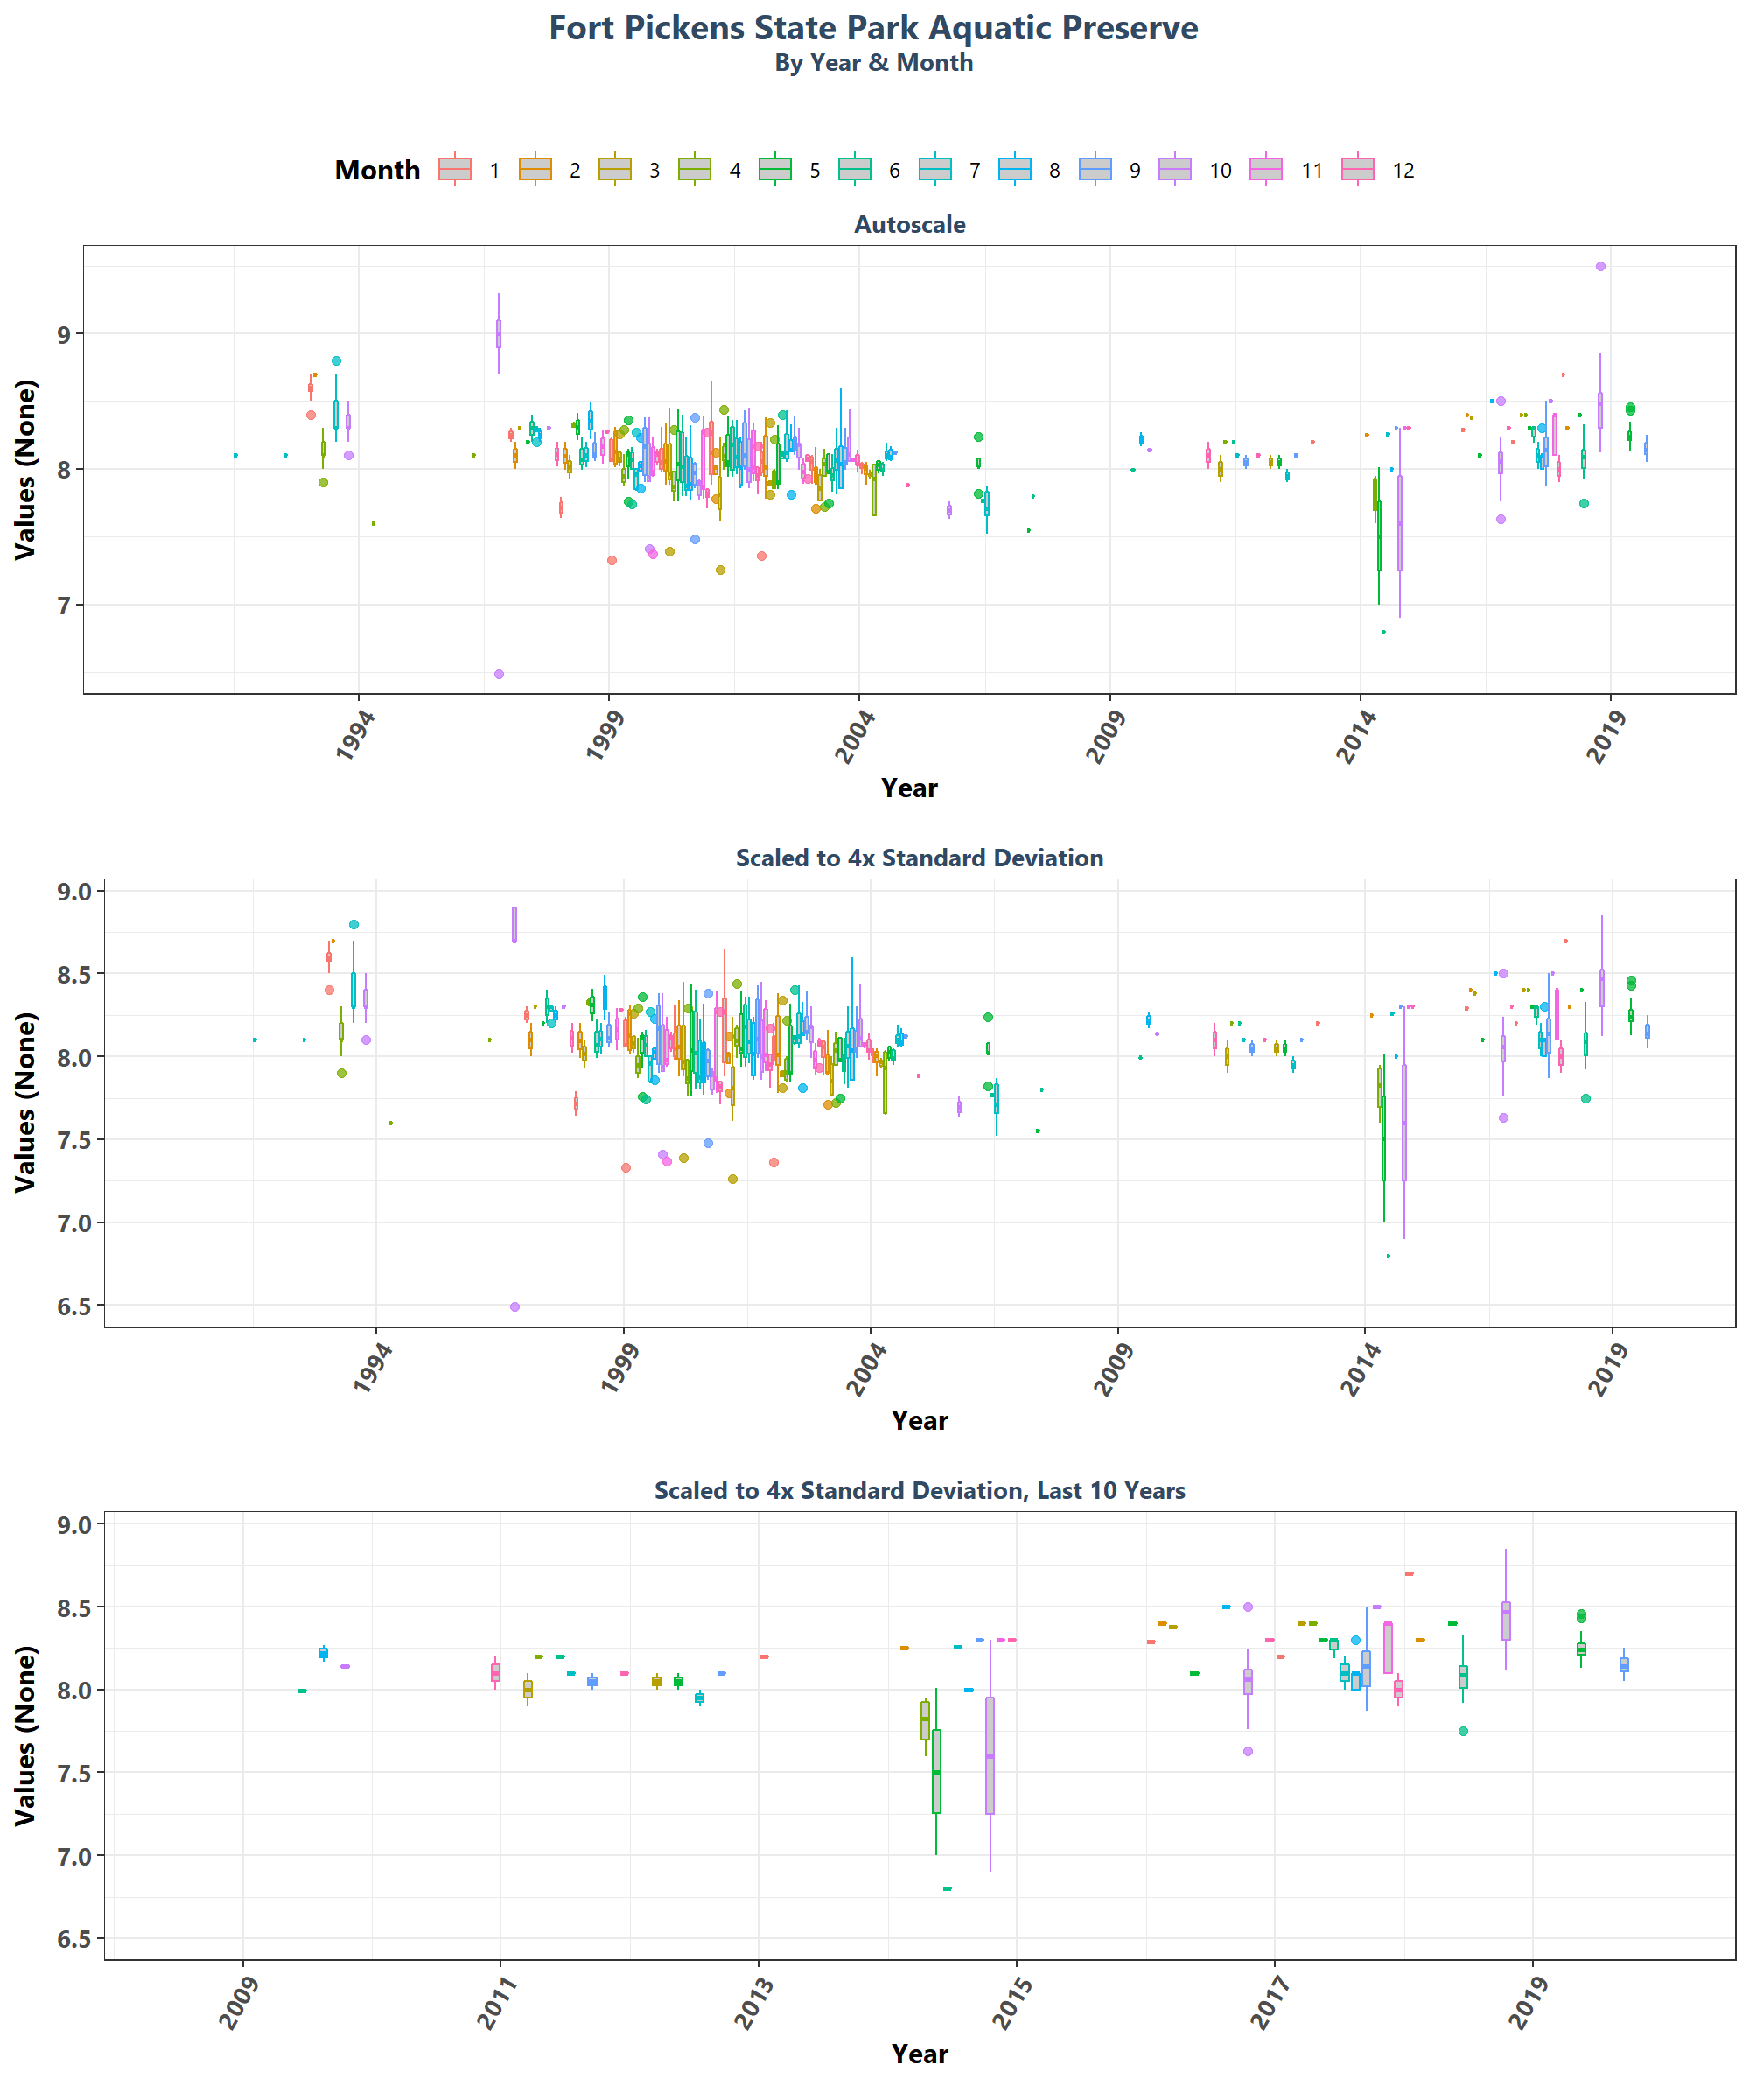 Fort Pickens State Park Aquatic Preserve
By Year & Month
Month 1 2 3 4 5 6 7 8 9 10 11 12
Autoscale
Values (None)
9
8
7
1994 1999 2004 2009 2014 2019
Year
Scaled to 4x Standard Deviation
Values (None)
9.0
8.5
8.0
7.5
7.0
6.5
1994 1999 2004 2009 2014 2019
Year
Scaled to 4x Standard Deviation, Last 10 Years
Values (None)
9.0
8.5
8.0
7.5
7.0
6.5
2009 2011 2013 2015 2017 2019
Year